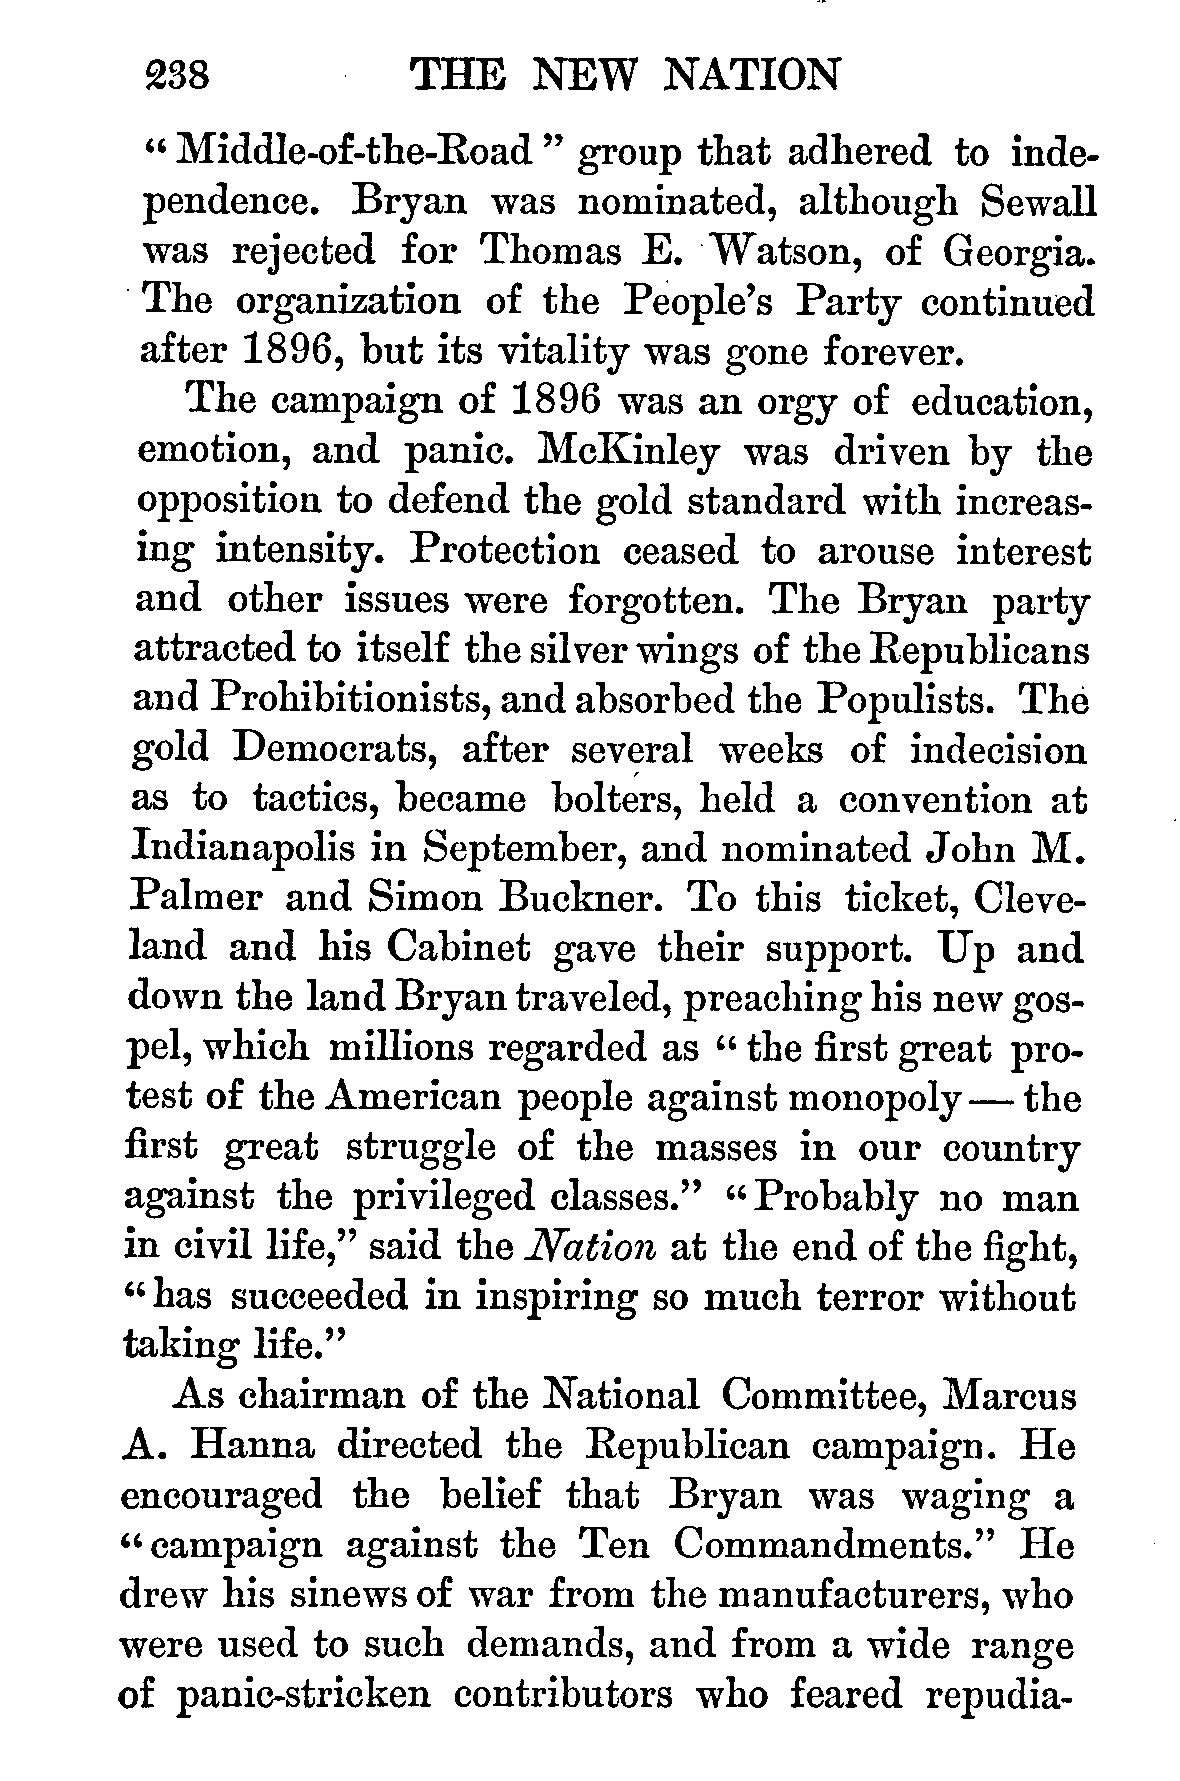 238 THE NEW NATION
“Middle-of-the-Road” group that adhered to inde-
pendence. Bryan was nominated, although Sewall
was rejected for Thomas E. Watson, of Georgia.
The organization of the People’s Party continued
after 1896, but its vitality was gone forever.
The campaign of 1896 was an orgy of education,
emotion, and panic. McKinley was driven by the
opposition to defend the gold standard with increas-
ing intensity. Protection ceased to arouse interest
and other issues were forgotten. The Bryan party
attracted to itself the silver wings of the Republicans
and Prohibitionists, and absorbed the Populists. The
gold Democrats, after several weeks of indecision
as to tactics, became bolters, held a convention at
Indianapolis in September, and nominated John M.
Palmer and Simon Buckner. To this ticket, Cleve-
land and his Cabinet gave their support. Up and
down the land Bryan traveled, preaching his new gos-
pel, which millions regarded as “the first great pro-
test of the American people against monopoly — the
first great struggle of the masses in our country
against the privileged classes.” “Probably no man
in civil life,” said the Nation at the end of the fight,
“has succeeded in inspiring so much terror without
taking life.”
As chairman of the National Committee, Marcus
A. Hanna directed the Republican campaign. He
encouraged the belief that Bryan was waging a
“campaign against the Ten Commandments.” He
drew his sinews of war from the manufacturers, who
were used to such demands, and from a wide range
of panic-stricken contributors who feared repudia-